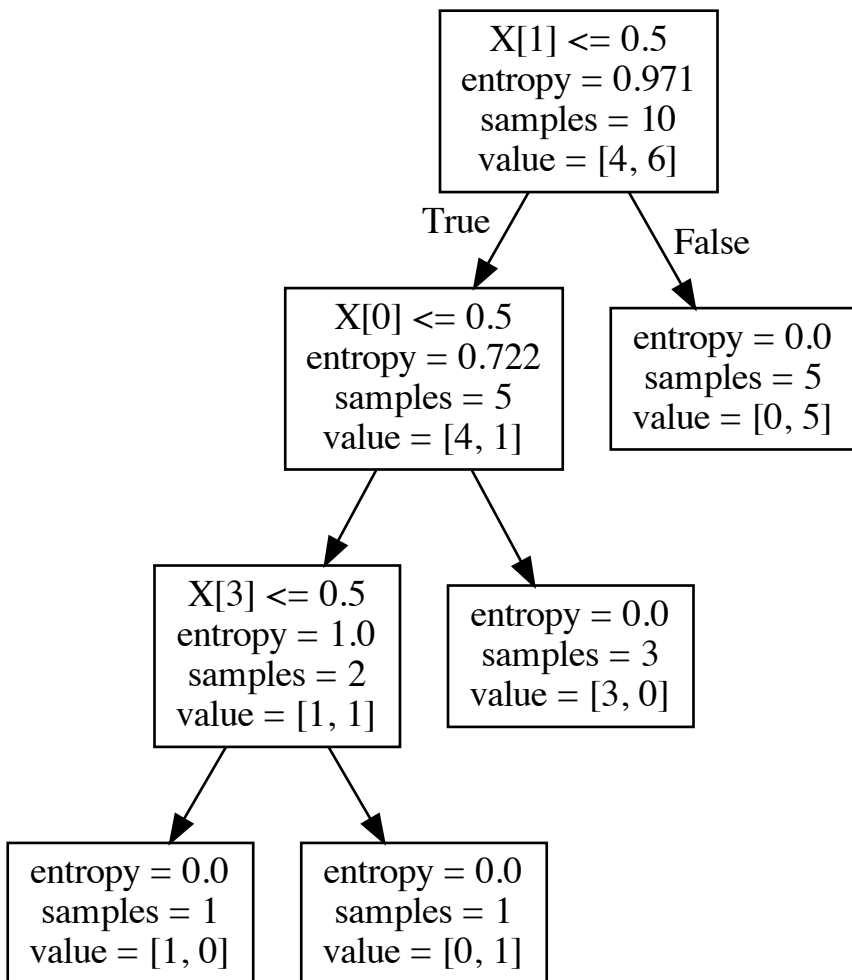 X[1] <= 0.5
entropy = 0.971
samples = 10
value = [4, 6]
True
False
X[0] <= 0.5
entropy = 0.722
samples = 5
value = [4, 1]
entropy = 0.0
samples = 5
value = [0, 5]
X[3] <= 0.5
entropy = 1.0
samples = 2
value = [1, 1]
entropy = 0.0
samples = 3
value = [3, 0]
entropy = 0.0
samples = 1
value = [1, 0]
entropy = 0.0
samples = 1
value = [0, 1]